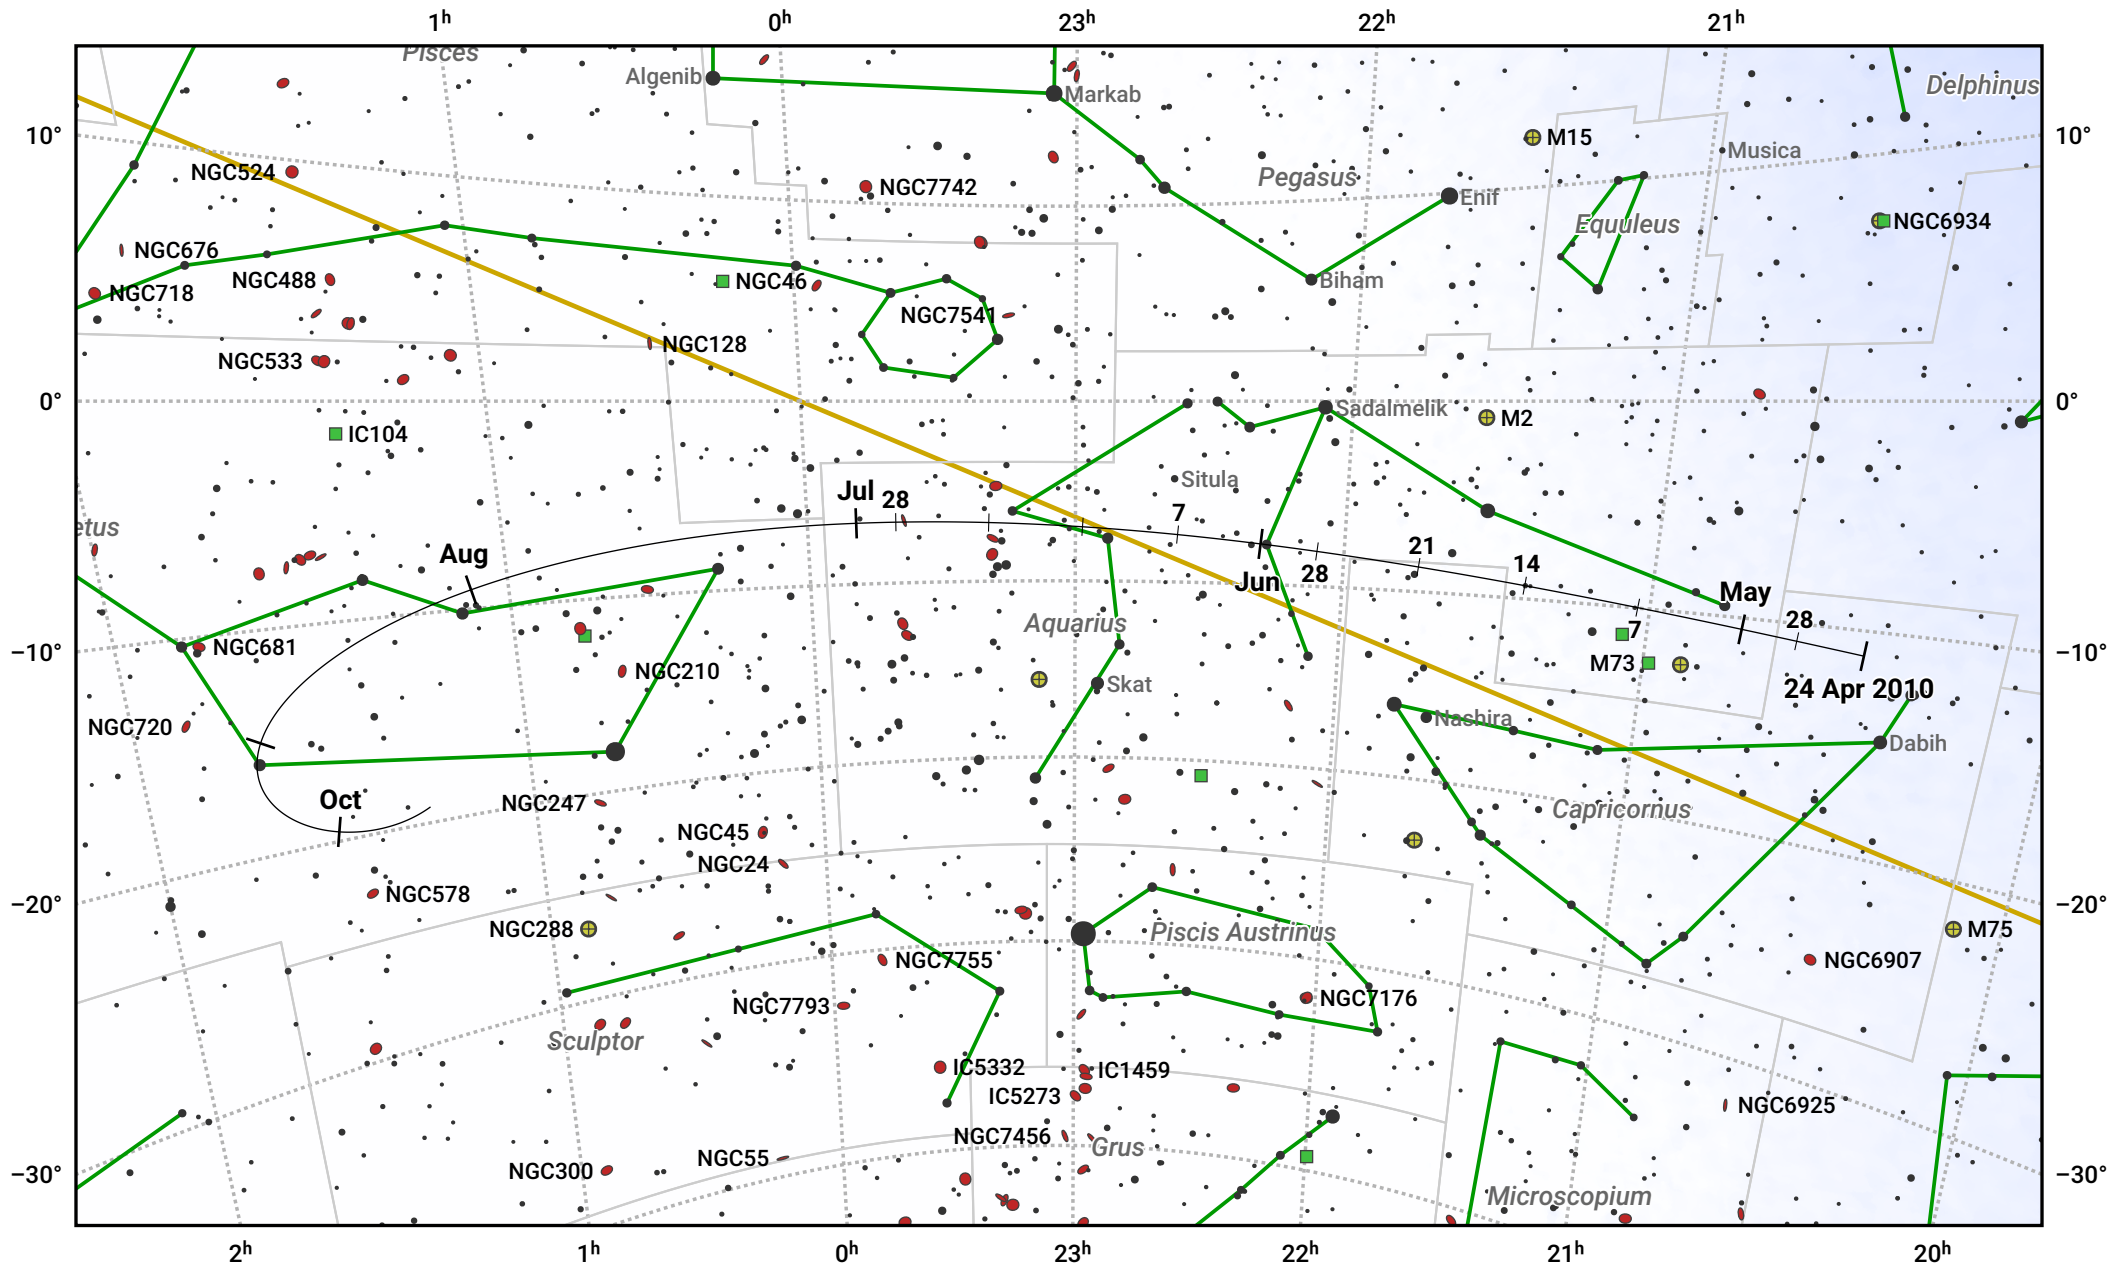 1ʰ 0ʰ 23ʰ 22ʰ 21ʰ
Pisces
Algenib
Markab
Delphinus
10°
M15
Musica
10°
NGC524
NGC7742
Pegasus
Enif
Equuleus
NGC6934
NGC676
NGC488
NGC46
Biham
NGC718
NGC7541
NGC128
NGC533
0°
Sadalmelik
M2
0°
IC104
Situla
Jul
28
7
etus
Aug
21
14
28
Jun
May
28
7
Aquarius
−10°
NGC681
NGC210
M73
−10°
Skat
24 Apr 2010
NGC720
Nashira
Dabih
Oct
NGC247
Capricornus
NGC45
NGC24
NGC578
−20°
−20°
NGC288
Piscis Austrinus
M75
NGC7755
NGC6907
NGC7793
NGC7176
Sculptor
IC5332
IC1459
IC5273
NGC6925
NGC7456
Grus
NGC55
−30°
NGC300
−30°
Microscopium
2ʰ 1ʰ 0ʰ 23ʰ 22ʰ 21ʰ 20ʰ